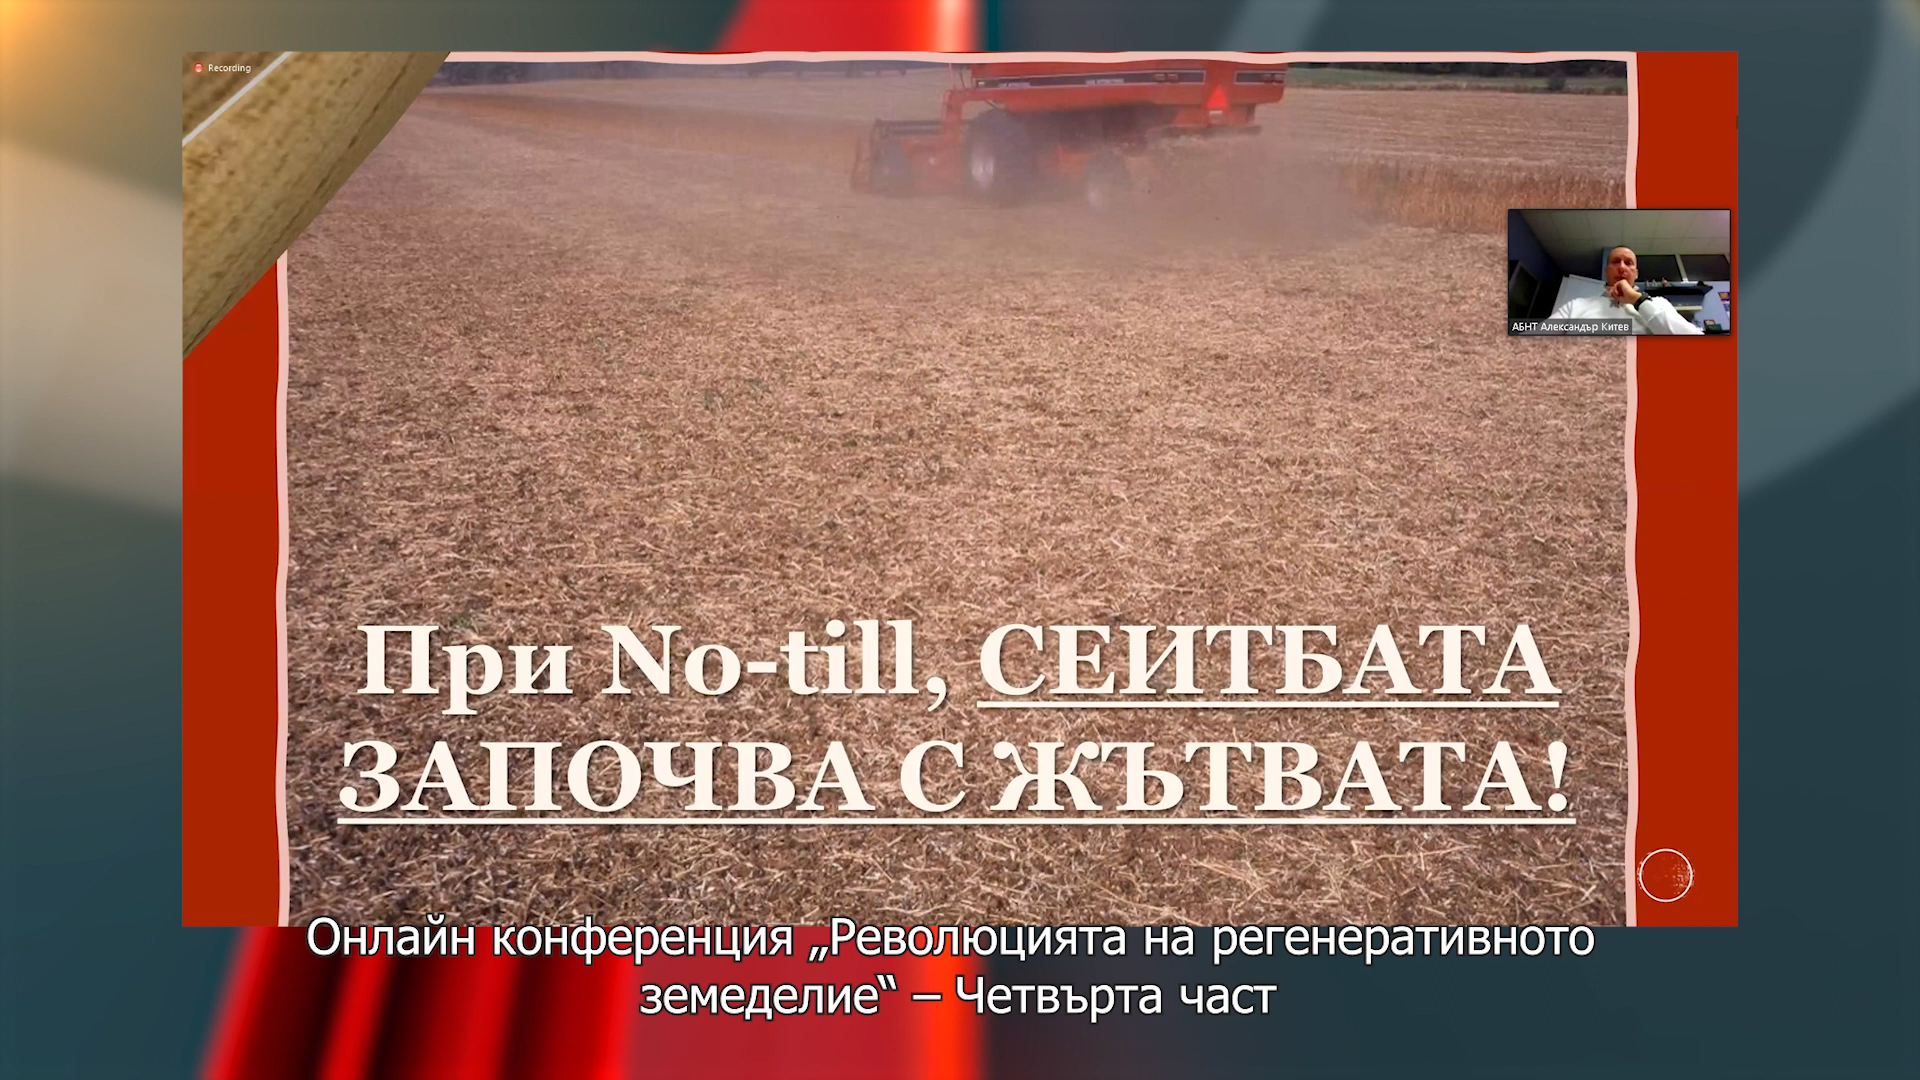 Recording
АБНТ Александър Китев
При No-till, СЕИТБАТА
ЗАПОЧВА С ЖЪТВАТА!
Онлайн конференция „Революцията на регенеративното
земеделие“ – Четвърта част